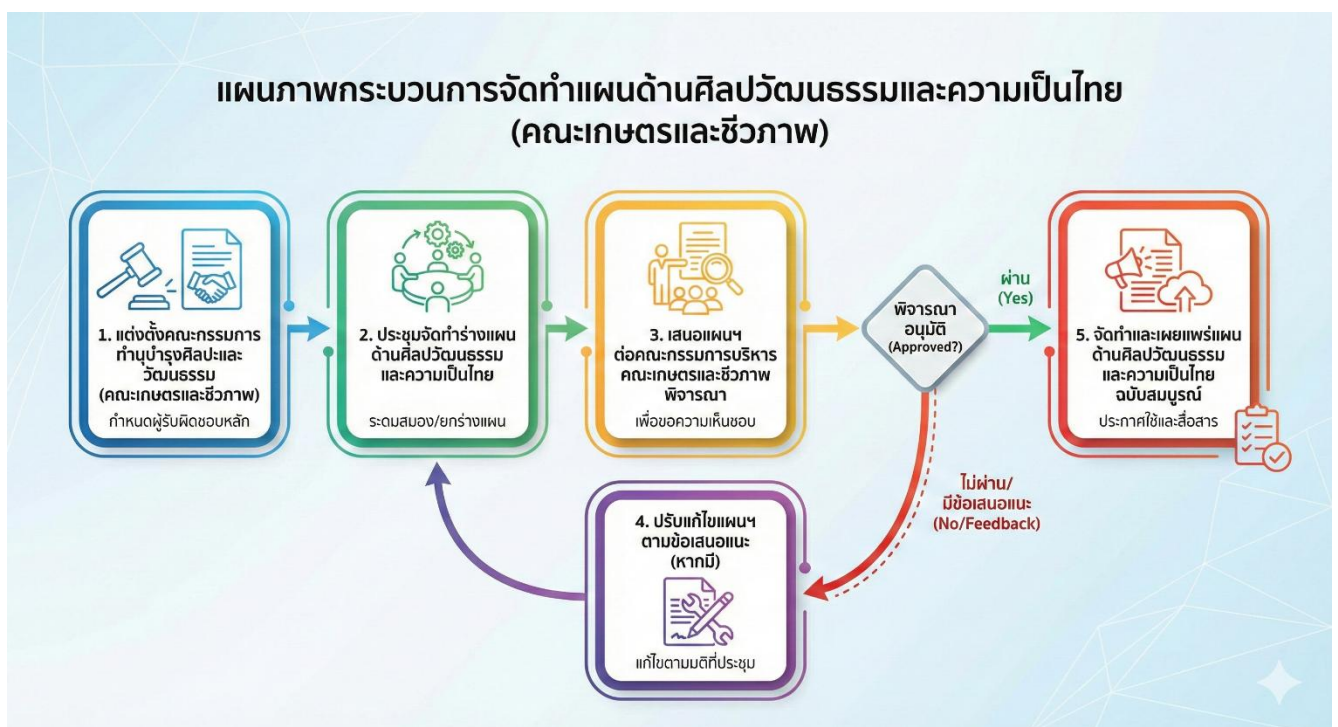 แผนภาพกระบวนการจัดทำแผนด้านศิลปวัฒนธรรมและความเป็นไทย
(คณะเกษตรและชีวภาพ)
1. แต่งตั้งคณะกรรมการ
ทำนุบำรุงศิลปะและ
วัฒนธรรม
(คณะเกษตรและชีวภาพ)
กำหนดผู้รับผิดชอบหลัก
2. ประชุมจัดทำร่างแผน
ด้านศิลปวัฒนธรรม
และความเป็นไทย
ระดมสมอง/ยกร่างแผน
3. เสนอแผนฯ
ต่อคณะกรรมการบริหาร
คณะเกษตรและชีวภาพ
พิจารณา
เพื่อขอความเห็นชอบ
พิจารณา
อนุมัติ
(Approved?)
ผ่าน
(Yes)
5. จัดทำและเผยแพร่แผน
ด้านศิลปวัฒนธรรม
และความเป็นไทย
ฉบับสมบูรณ์
ประกาศใช้และสื่อสาร
ไม่ผ่าน/
มีข้อเสนอแนะ
(No/Feedback)
4. ปรับแก้ไขแผนฯ
ตามข้อเสนอแนะ
(หากมี)
แก้ไขตามมติที่ประชุม